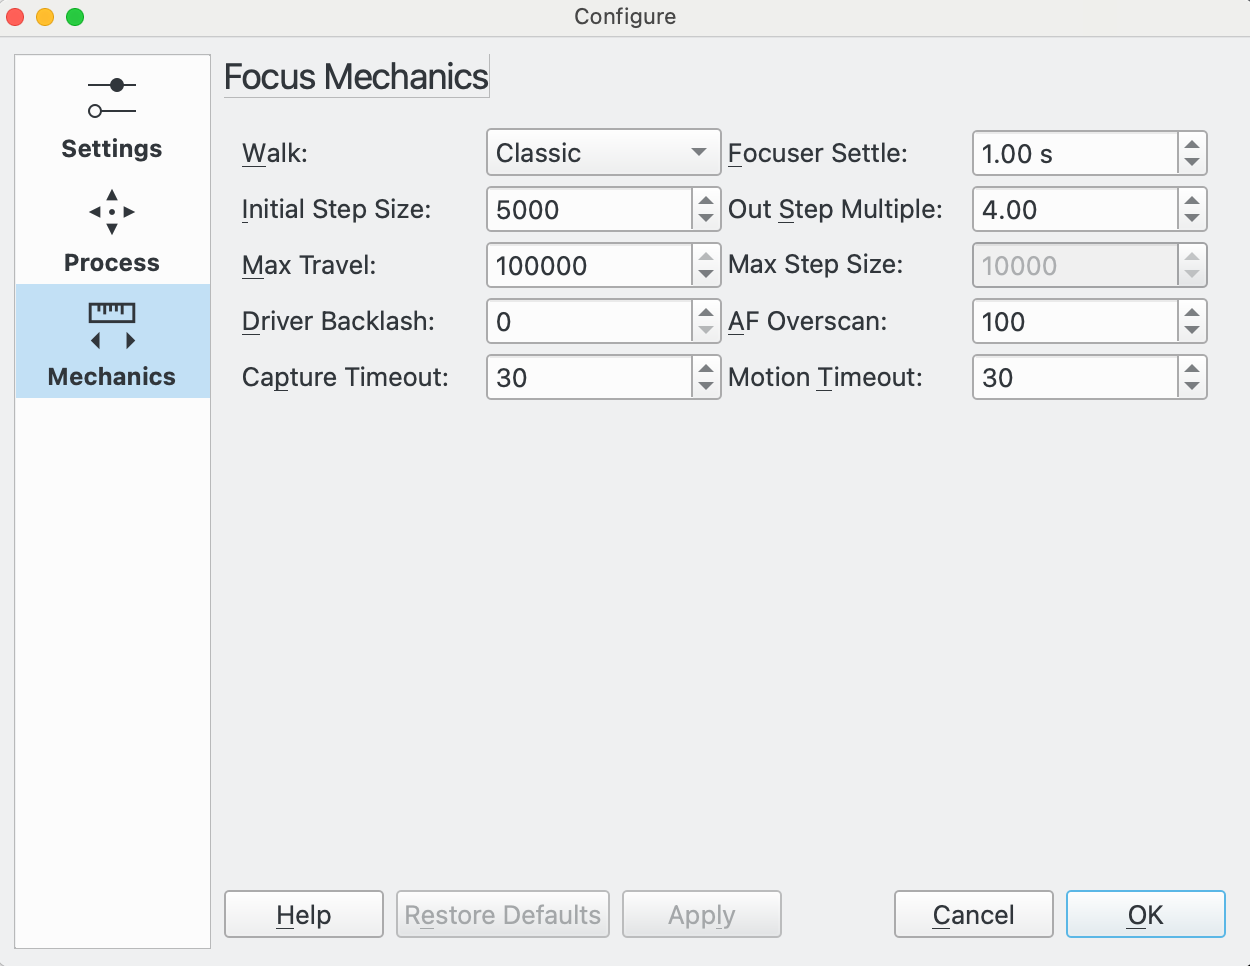 Configure
Settings
Process
Mechanics
Focus Mechanics
Walk: Classic Focuser Settle: 1.00 s
Initial Step Size: 5000 Out Step Multiple: 4.00
Max Travel: 100000 Max Step Size: 10000
Driver Backlash: 0 AF Overscan: 100
Capture Timeout: 30 Motion Timeout: 30
Help Restore Defaults Apply Cancel OK